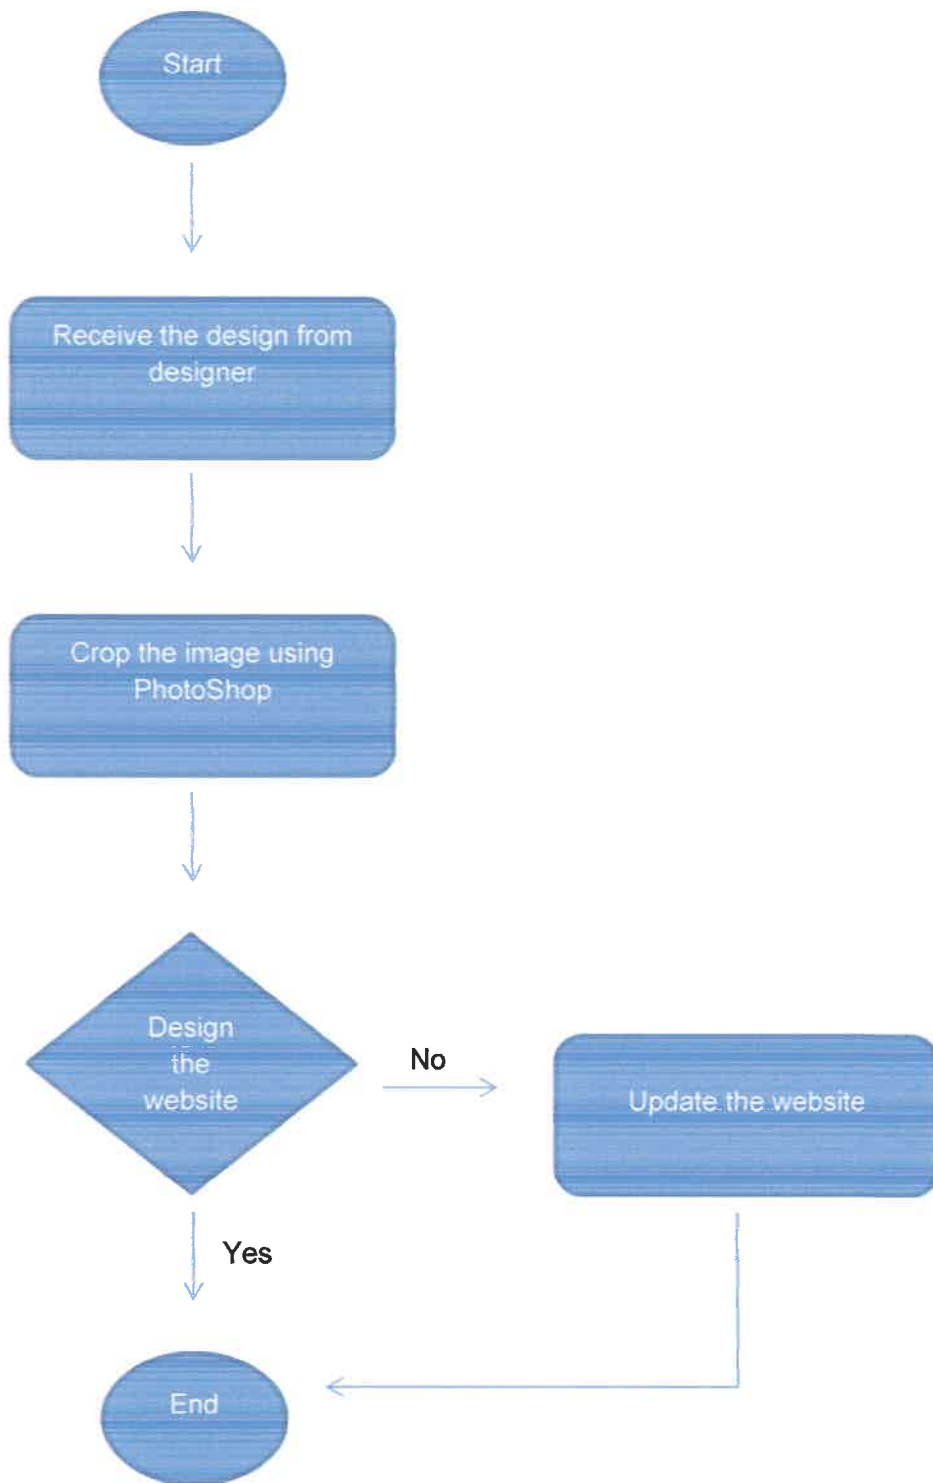 Start
Receive the design from
designer
Crop the image using
PhotoShop
Design
the
website
No
Update the website
Yes
End